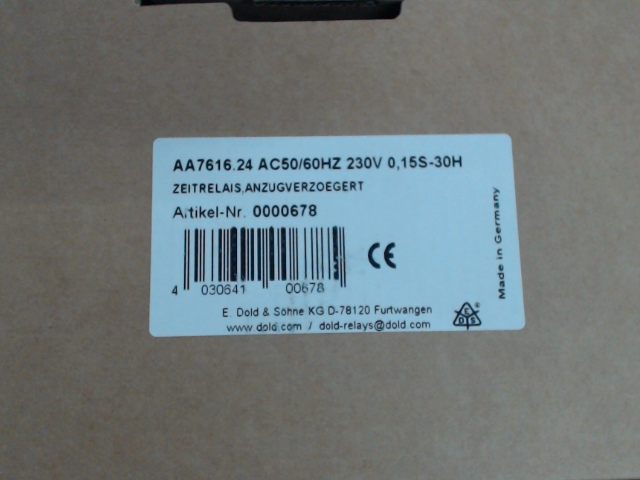 AA7616.24 AC50/60HZ 230V 0,15S-30H
ZEITRELAIS,ANZUGVERZOEGERT
Artikel-Nr. 0000678
4 030641 00678
E. Dold & Söhne KG D-78120 Furtwangen
www.dold.com / dold-relays@dold.com
CE
Made in Germany
E
D S